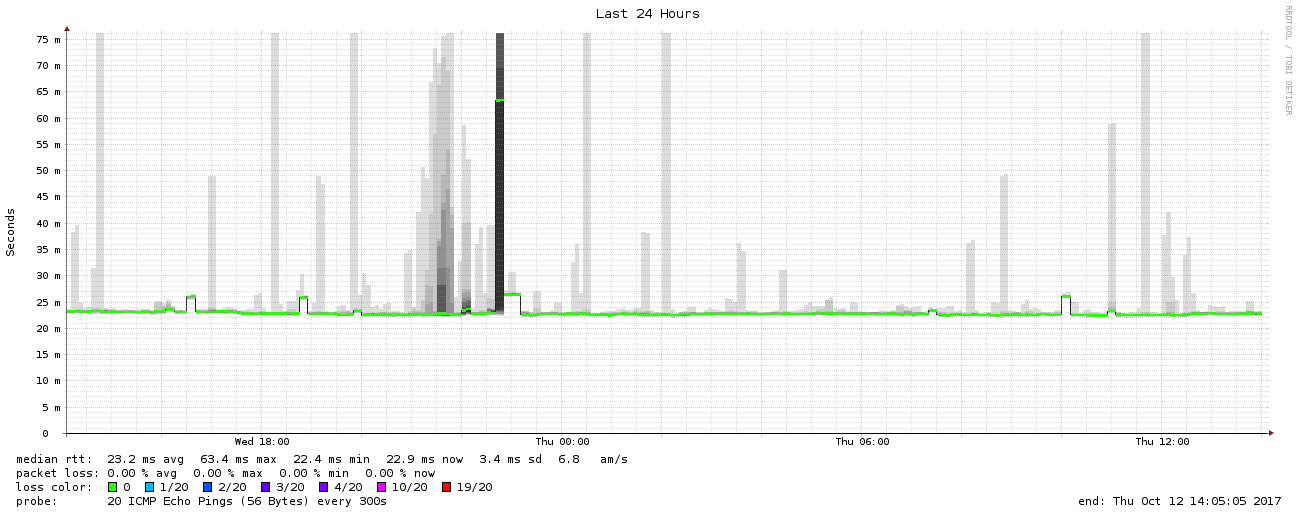 Last 24 Hours
RRDTOOL / TOBI OETIKER
Seconds
75 m
70 m
65 m
60 m
55 m
50 m
45 m
40 m
35 m
30 m
25 m
20 m
15 m
10 m
5 m
0
Wed 18:00 Thu 00:00 Thu 06:00 Thu 12:00
median rtt: 23.2 ms avg 63.4 ms max 22.4 ms min 22.9 ms now 3.4 ms sd 6.8 am/s
packet loss: 0.00 % avg 0.00 % max 0.00 % min 0.00 % now
loss color: 0 1/20 2/20 3/20 4/20 10/20 19/20
probe: 20 ICMP Echo Pings (56 Bytes) every 300s end: Thu Oct 12 14:05:05 2017